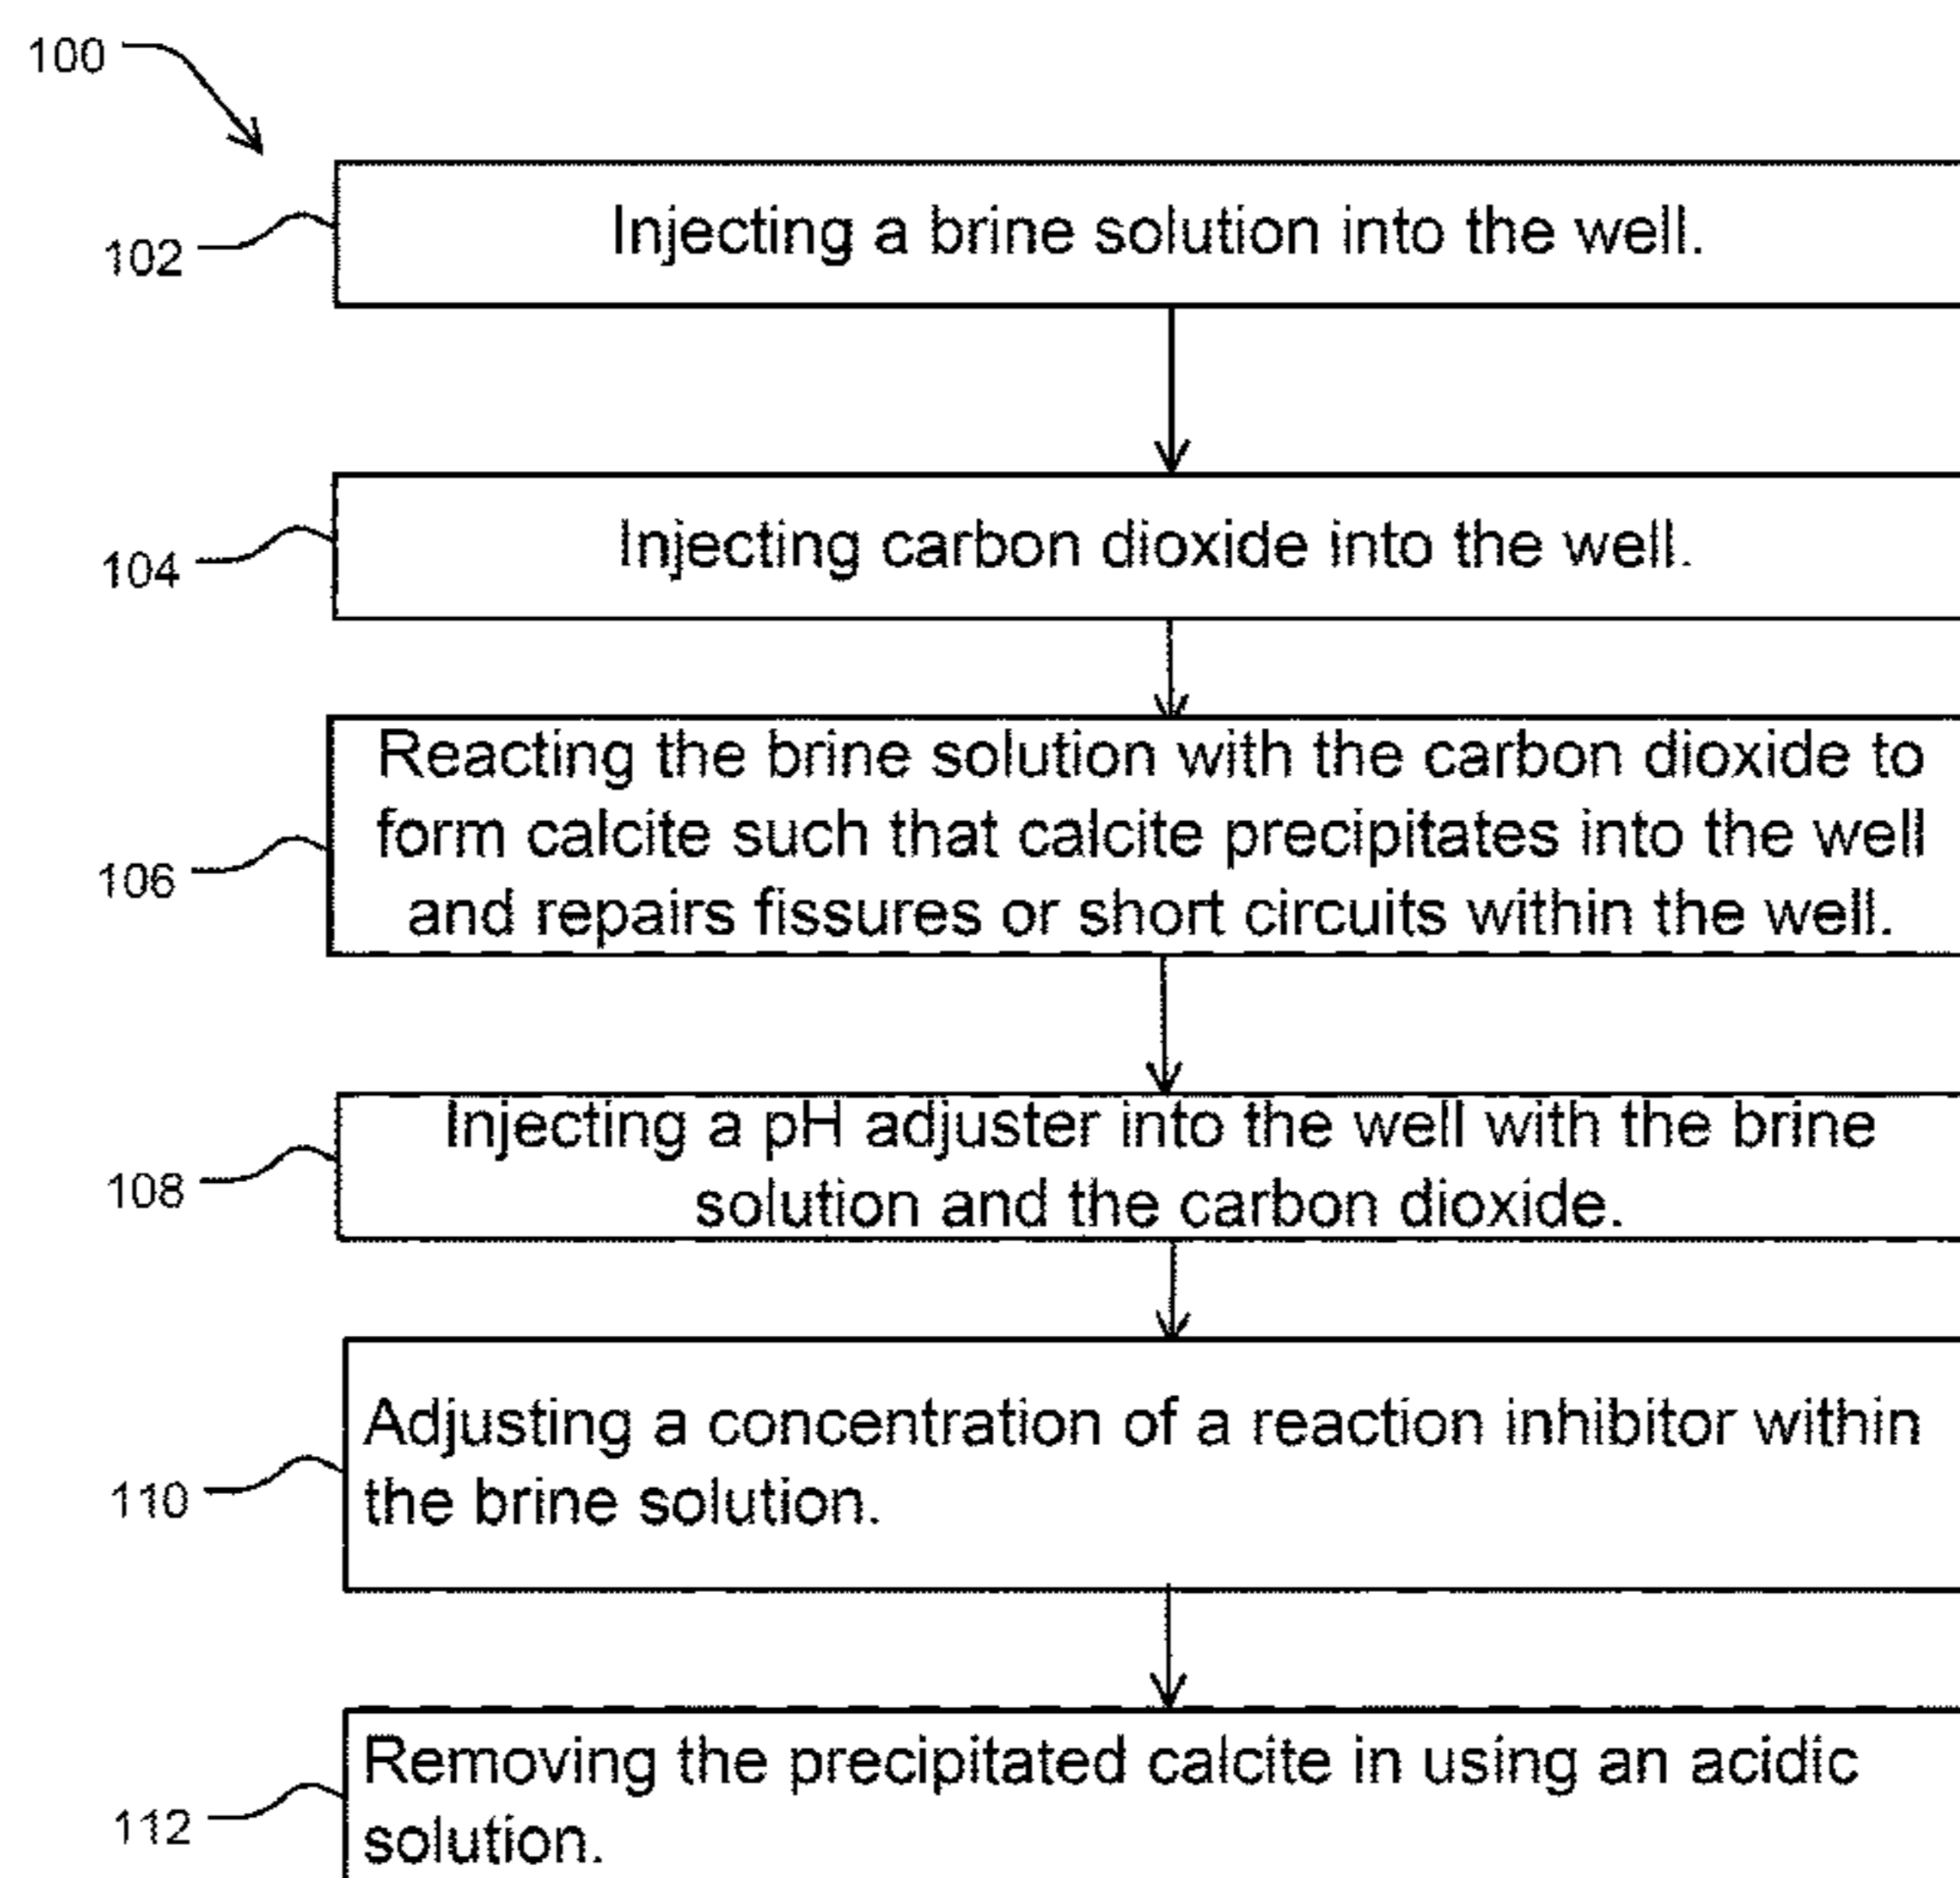 100
102
Injecting a brine solution into the well.
104
Injecting carbon dioxide into the well.
106
Reacting the brine solution with the carbon dioxide to
form calcite such that calcite precipitates into the well
and repairs fissures or short circuits within the well.
108
Injecting a pH adjuster into the well with the brine
solution and the carbon dioxide.
110
Adjusting a concentration of a reaction inhibitor within
the brine solution.
112
Removing the precipitated calcite in using an acidic
solution.